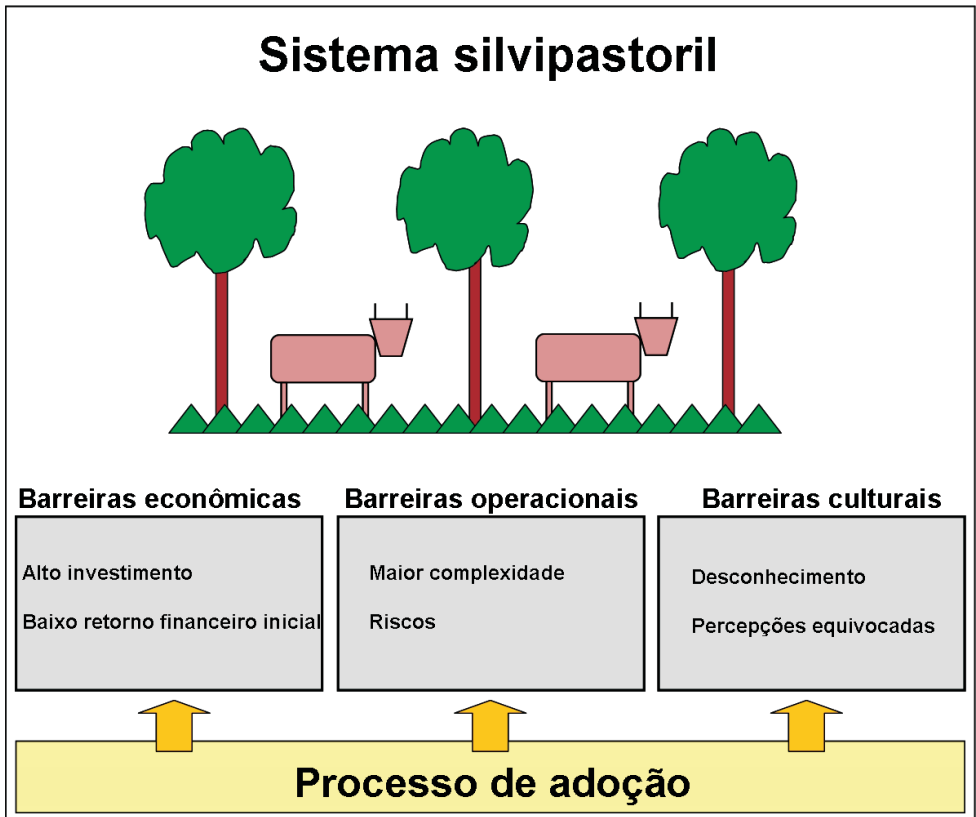 Sistema silvipastoril
Barreiras econômicas
Alto investimento
Baixo retorno financeiro inicial
Barreiras operacionais
Maior complexidade
Riscos
Barreiras culturais
Desconhecimento
Percepções equivocadas
Processo de adoção